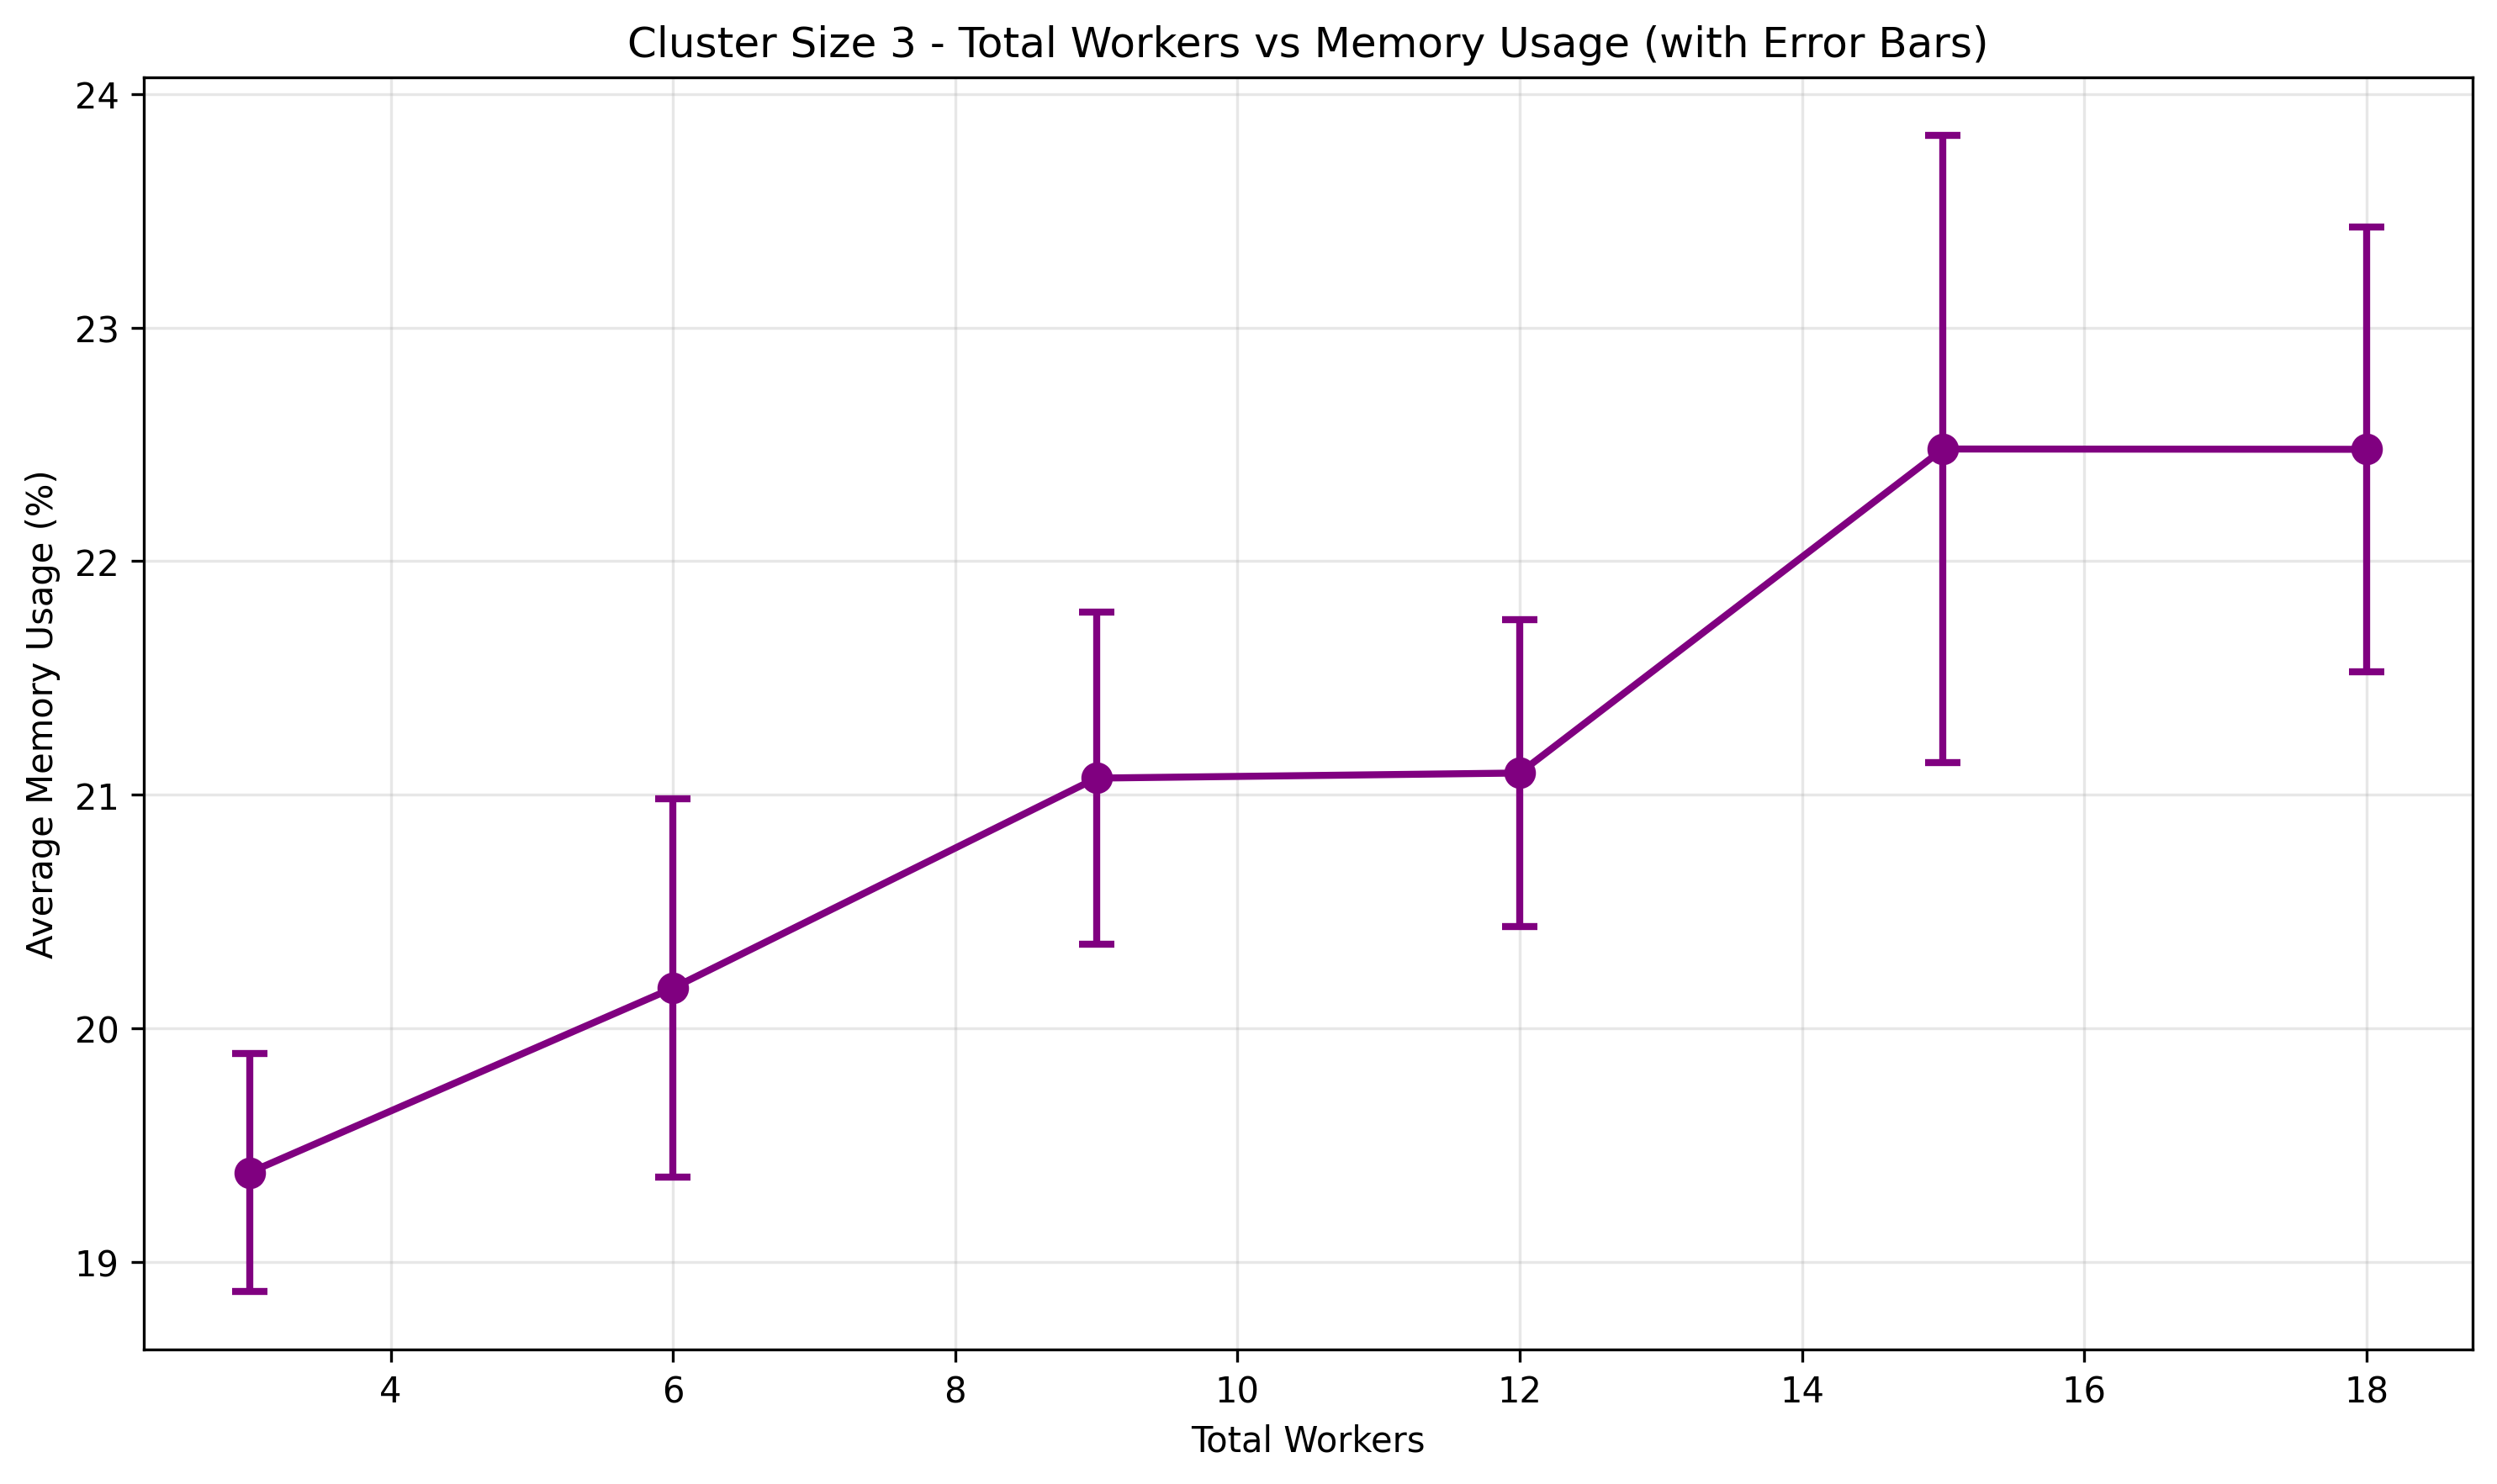 Cluster Size 3 - Total Workers vs Memory Usage (with Error Bars)
Average Memory Usage (%)
24
23
22
21
20
19
4 6 8 10 12 14 16 18
Total Workers